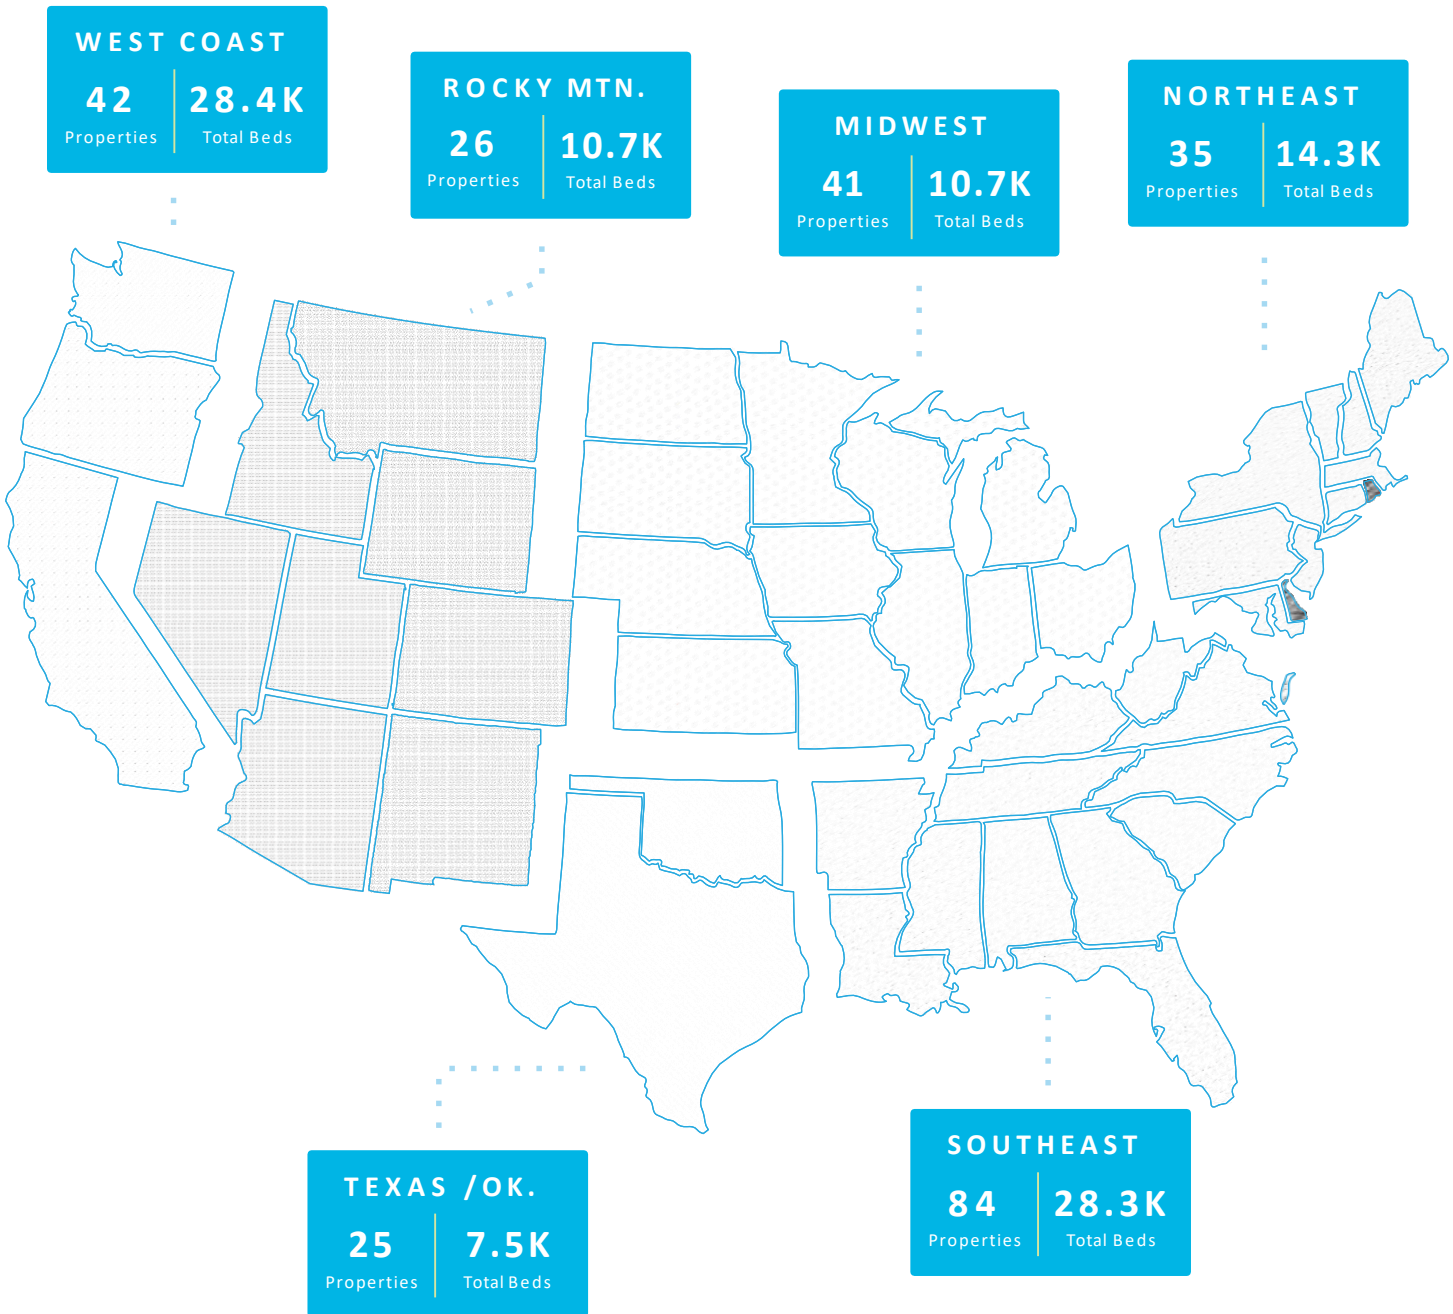 WEST COAST
42 28.4K
Properties Total Beds
ROCKY MTN.
26 10.7K
Properties Total Beds
MIDWEST
41 10.7K
Properties Total Beds
NORTHEAST
35 14.3K
Properties Total Beds
TEXAS /OK.
25 7.5K
Properties Total Beds
SOUTHEAST
84 28.3K
Properties Total Beds